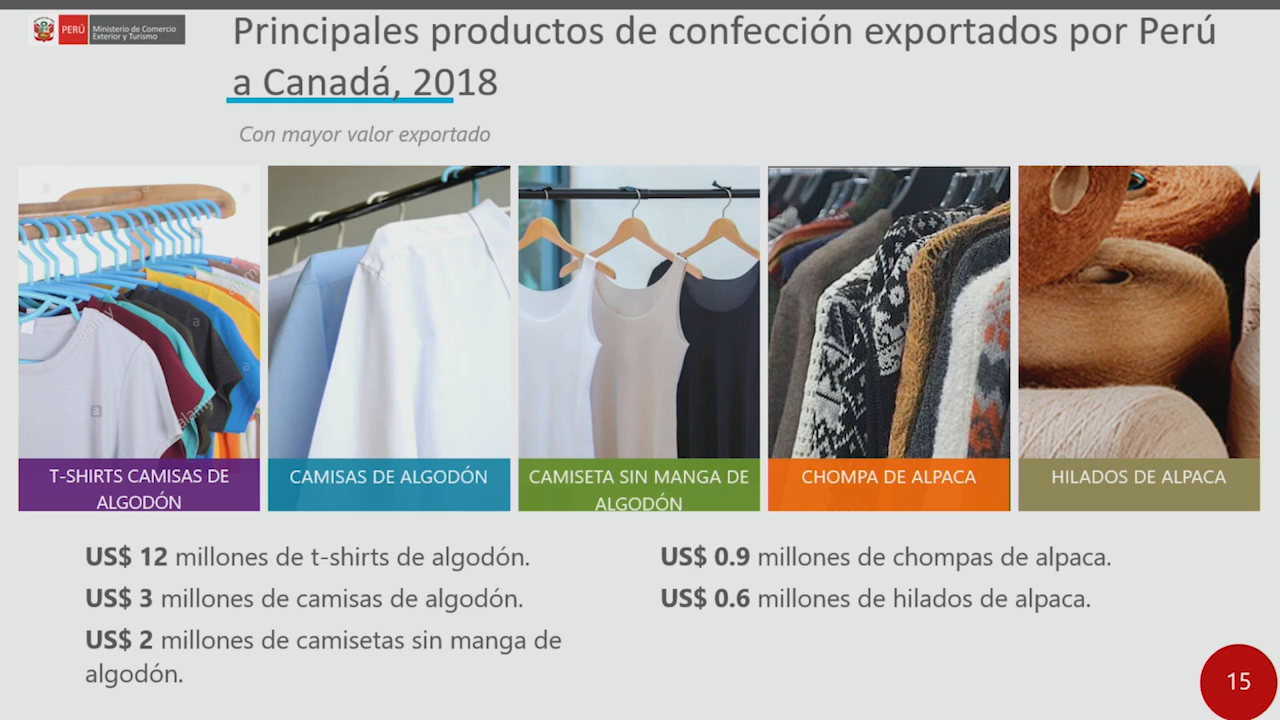 PERÚ
Ministerio de Comercio
Exterior y Turismo
Principales productos de confección exportados por Perú
a Canadá, 2018
Con mayor valor exportado
a
a
a
alamy
alamy
T-SHIRTS CAMISAS DE
ALGODÓN
CAMISAS DE ALGODÓN
CAMISETA SIN MANGA DE
ALGODÓN
CHOMPA DE ALPACA
HILADOS DE ALPACA
US$ 12 millones de t-shirts de algodón.
US$ 3 millones de camisas de algodón.
US$ 2 millones de camisetas sin manga de
algodón.
US$ 0.9 millones de chompas de alpaca.
US$ 0.6 millones de hilados de alpaca.
15